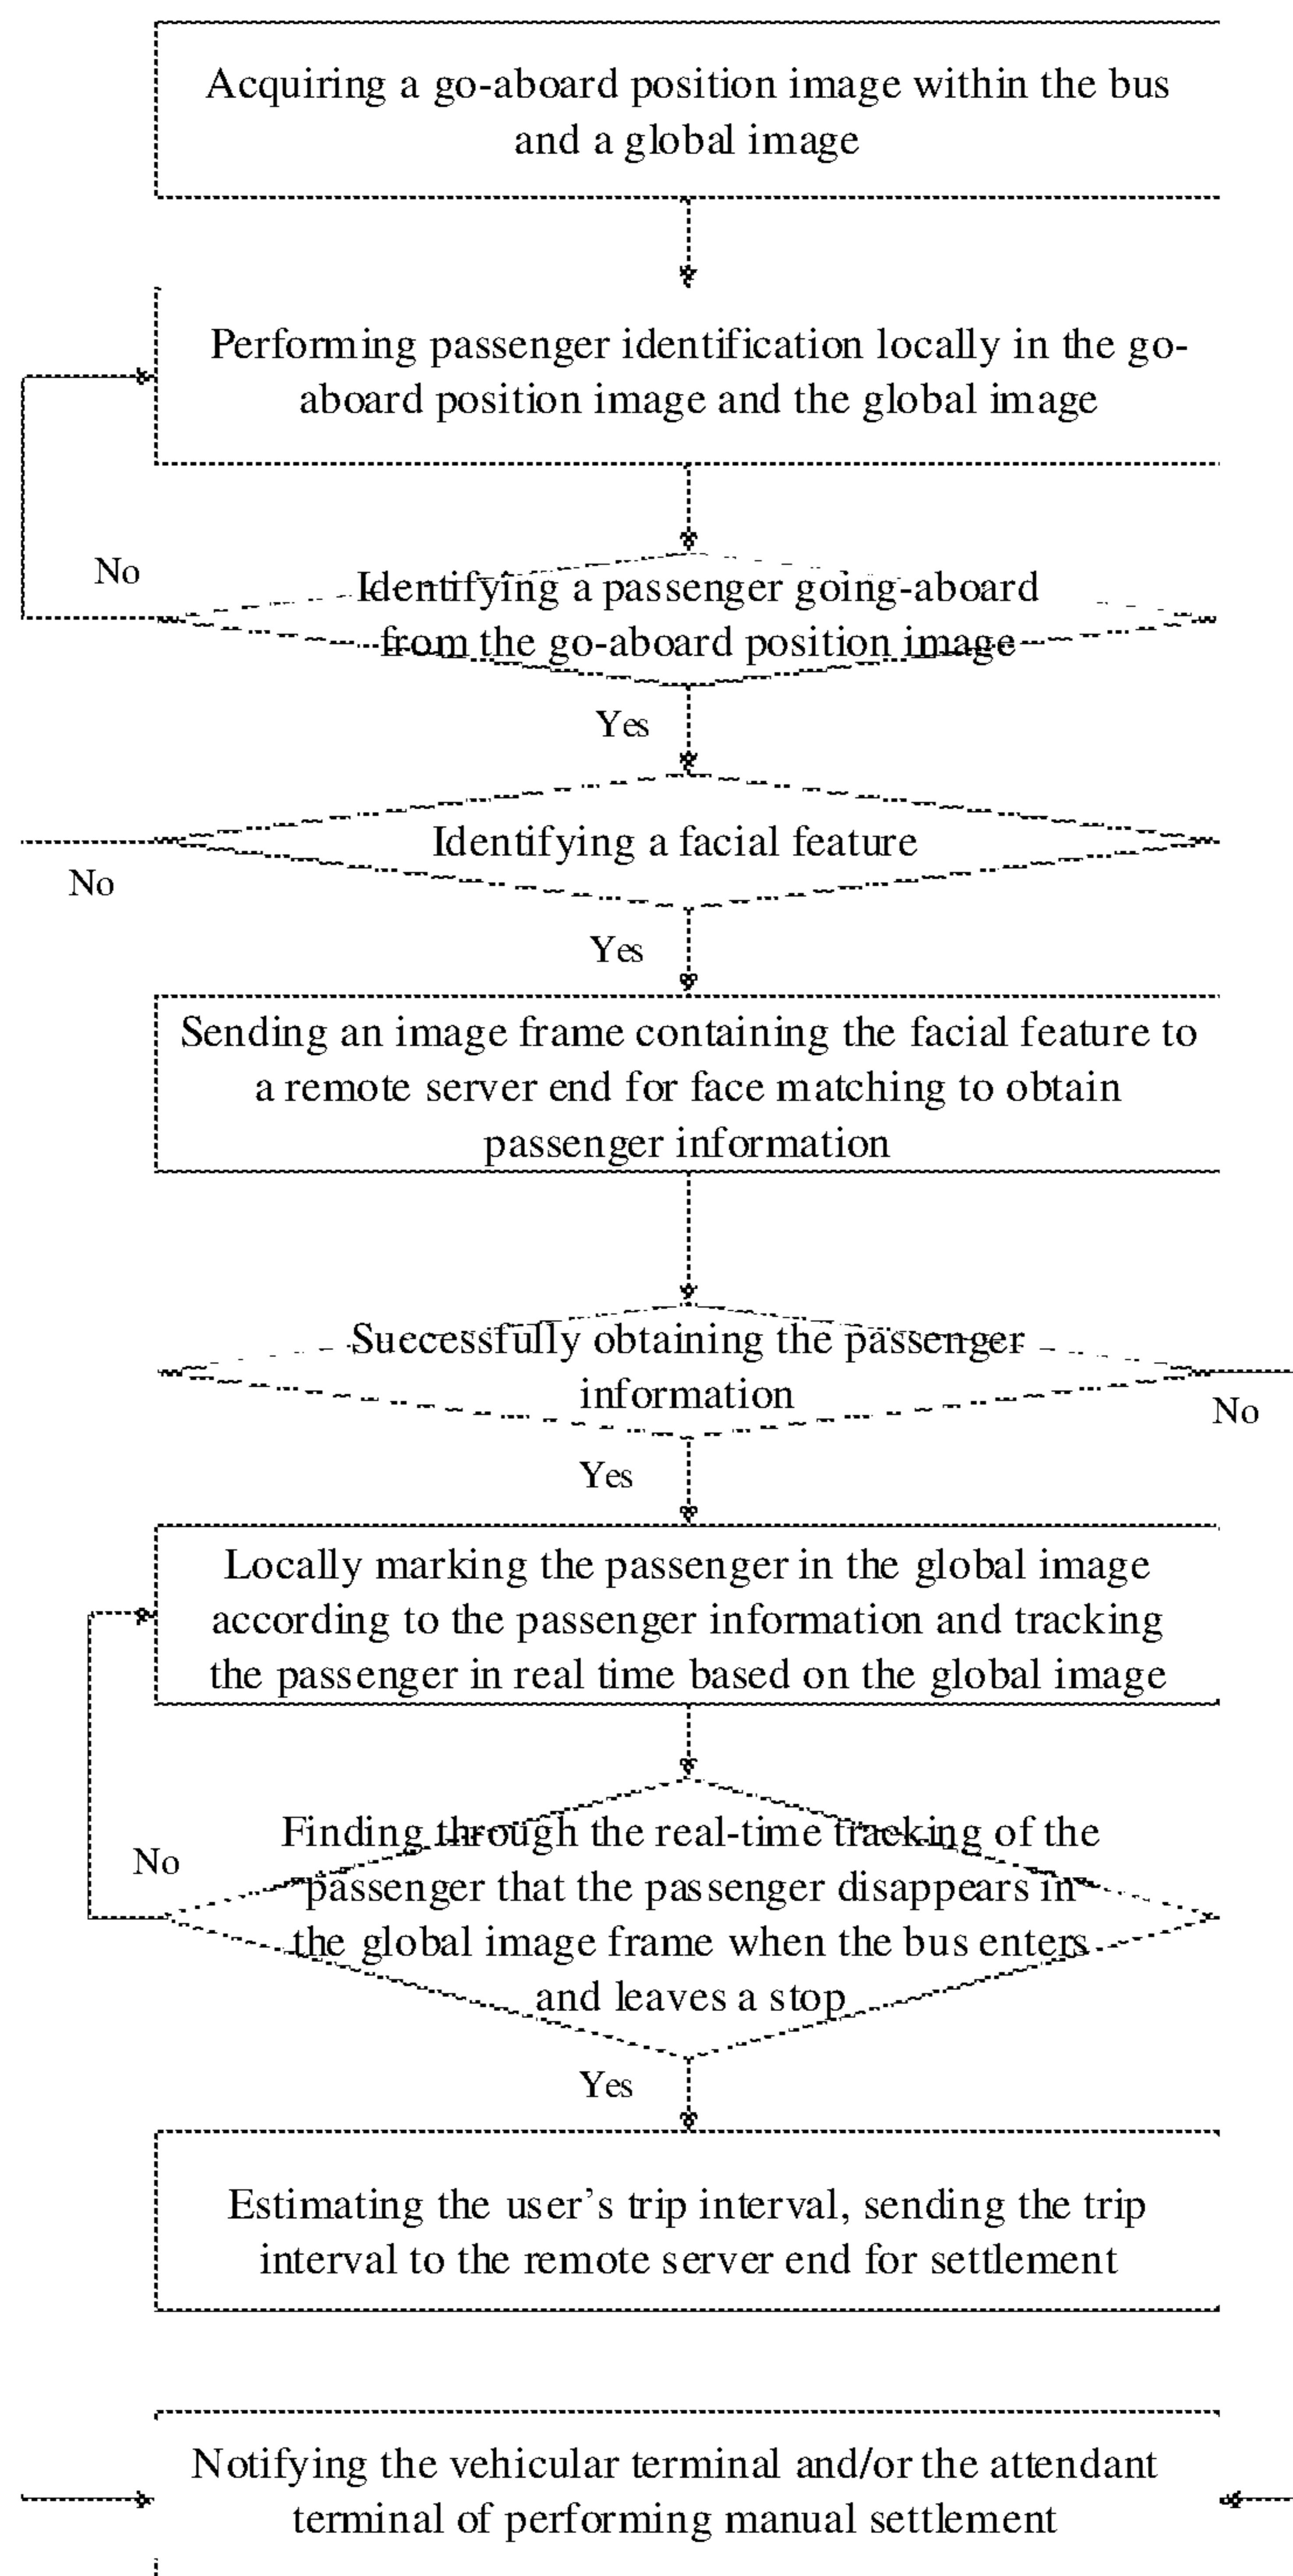 Acquiring a go-aboard position image within the bus
and a global image
Performing passenger identification locally in the go-
aboard position image and the global image
No
Identifying a passenger going-aboard
from the go-aboard position image
Yes
Identifying a facial feature
No
Yes
Sending an image frame containing the facial feature to
a remote server end for face matching to obtain
passenger information
Successfully obtaining the passenger
information
No
Yes
Locally marking the passenger in the global image
according to the passenger information and tracking
the passenger in real time based on the global image
Finding through the real-time tracking of the
No
passenger that the passenger disappears in
the global image frame when the bus enters
and leaves a stop
Yes
Estimating the user's trip interval, sending the trip
interval to the remote server end for settlement
Notifying the vehicular terminal and/or the attendant
terminal of performing manual settlement